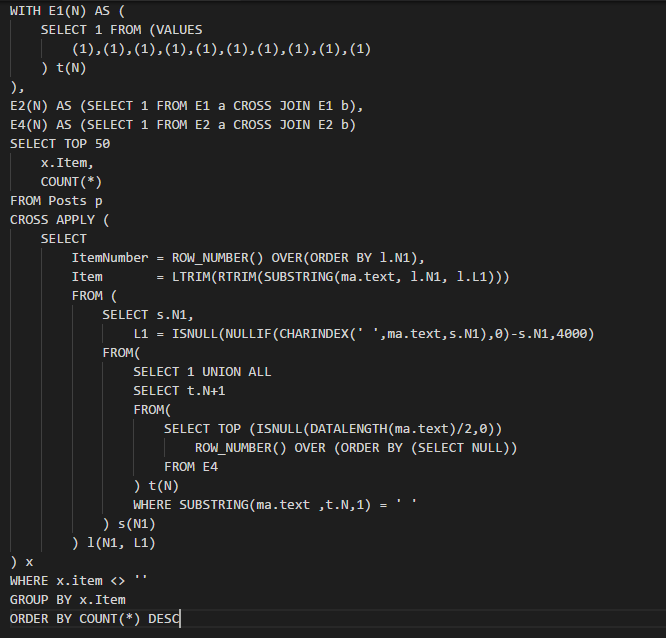 WITH E1(N) AS (
    SELECT 1 FROM (VALUES
        (1),(1),(1),(1),(1),(1),(1),(1),(1),(1)
    ) t(N)
),
E2(N) AS (SELECT 1 FROM E1 a CROSS JOIN E1 b),
E4(N) AS (SELECT 1 FROM E2 a CROSS JOIN E2 b)
SELECT TOP 50
    x.Item,
    COUNT(*)
FROM Posts p
CROSS APPLY (
    SELECT
        ItemNumber = ROW_NUMBER() OVER(ORDER BY l.N1),
        Item       = LTRIM(RTRIM(SUBSTRING(ma.text, l.N1, l.L1)))
        FROM (
            SELECT s.N1,
                L1 = ISNULL(NULLIF(CHARINDEX(' ',ma.text,s.N1),0)-s.N1,4000)
            FROM(
                SELECT 1 UNION ALL
                SELECT t.N+1
                FROM(
                    SELECT TOP (ISNULL(DATALENGTH(ma.text)/2,0))
                        ROW_NUMBER() OVER (ORDER BY (SELECT NULL))
                    FROM E4
                ) t(N)
                WHERE SUBSTRING(ma.text ,t.N,1) = ' '
            ) s(N1)
        ) l(N1, L1)
) x
WHERE x.item <> ''
GROUP BY x.Item
ORDER BY COUNT(*) DESC